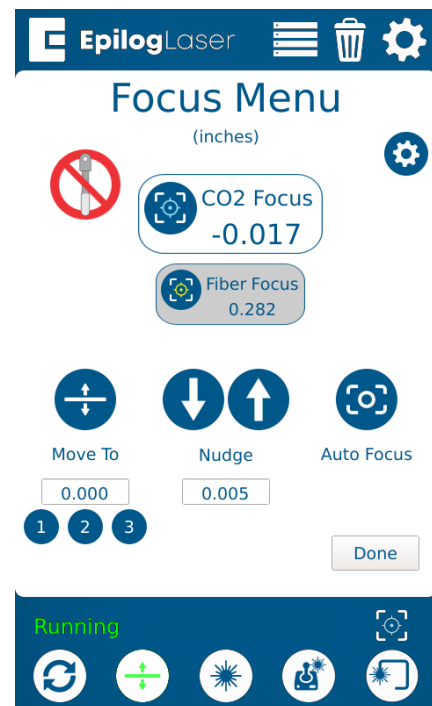 EpilogLaser
Focus Menu
(inches)
CO2 Focus
-0.017
Fiber Focus
0.282
Move To
Nudge
Auto Focus
0.000
0.005
1 2 3
Done
Running